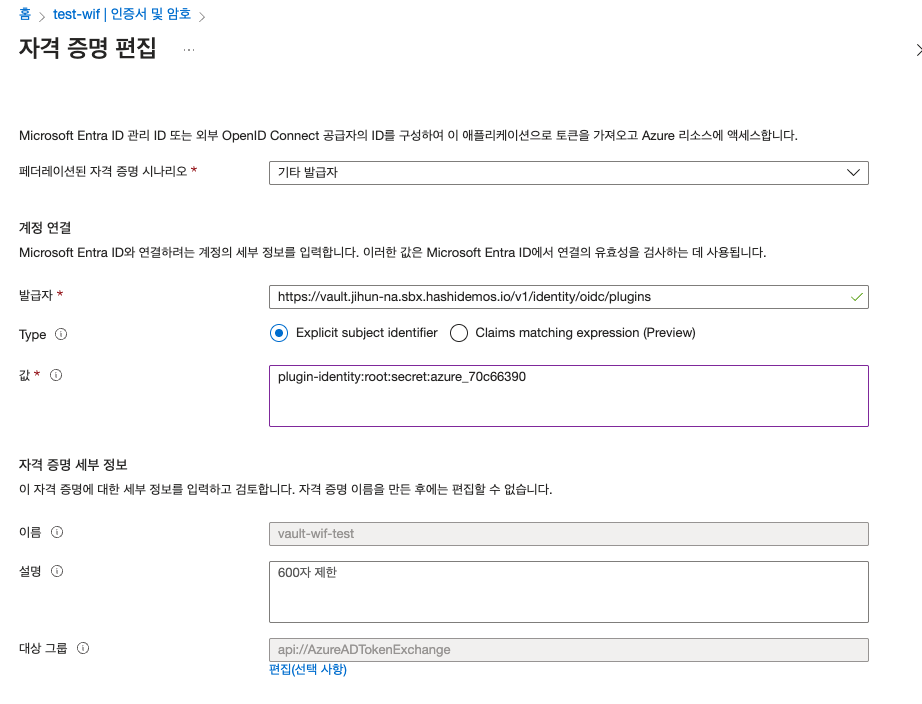 홈 > test-wif | 인증서 및 암호 >
자격 증명 편집 ...
Microsoft Entra ID 관리 ID 또는 외부 OpenID Connect 공급자의 ID를 구성하여 이 애플리케이션으로 토큰을 가져오고 Azure 리소스에 액세스합니다.
페더레이션된 자격 증명 시나리오 * 기타 발급자
계정 연결
Microsoft Entra ID와 연결하려는 계정의 세부 정보를 입력합니다. 이러한 값은 Microsoft Entra ID에서 연결의 유효성을 검사하는 데 사용됩니다.
발급자 * https://vault.jihun-na.sbx.hashidemos.io/v1/identity/oidc/plugins
Type Explicit subject identifier Claims matching expression (Preview)
값 * plugin-identity:root:secret:azure_70c66390
자격 증명 세부 정보
이 자격 증명에 대한 세부 정보를 입력하고 검토합니다. 자격 증명 이름을 만든 후에는 편집할 수 없습니다.
이름 vault-wif-test
설명 600자 제한
대상 그룹 api://AzureADTokenExchange
편집(선택 사항)